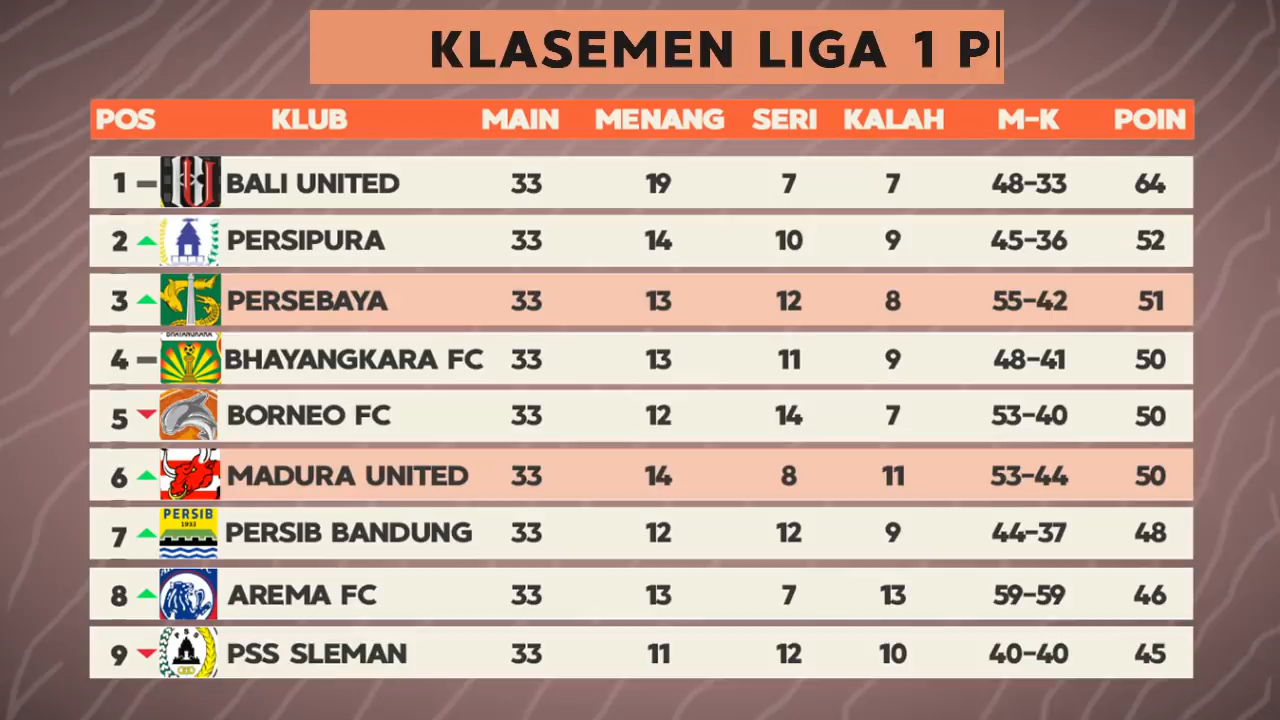 KLASEMEN LIGA 1
POS KLUB MAIN MENANG SERI KALAH M-K POIN
1 BALI UNITED 33 19 7 7 48-33 64
2 PERSIPURA 33 14 10 9 45-36 52
3 PERSEBAYA 33 13 12 8 55-42 51
4 BHAYANGKARA FC 33 13 11 9 48-41 50
5 BORNEO FC 33 12 14 7 53-40 50
6 MADURA UNITED 33 14 8 11 53-44 50
PERSIB
1933
7 PERSIB BANDUNG 33 12 12 9 44-37 48
8 AREMA FC 33 13 7 13 59-59 46
9 PSS SLEMAN 33 11 12 10 40-40 45